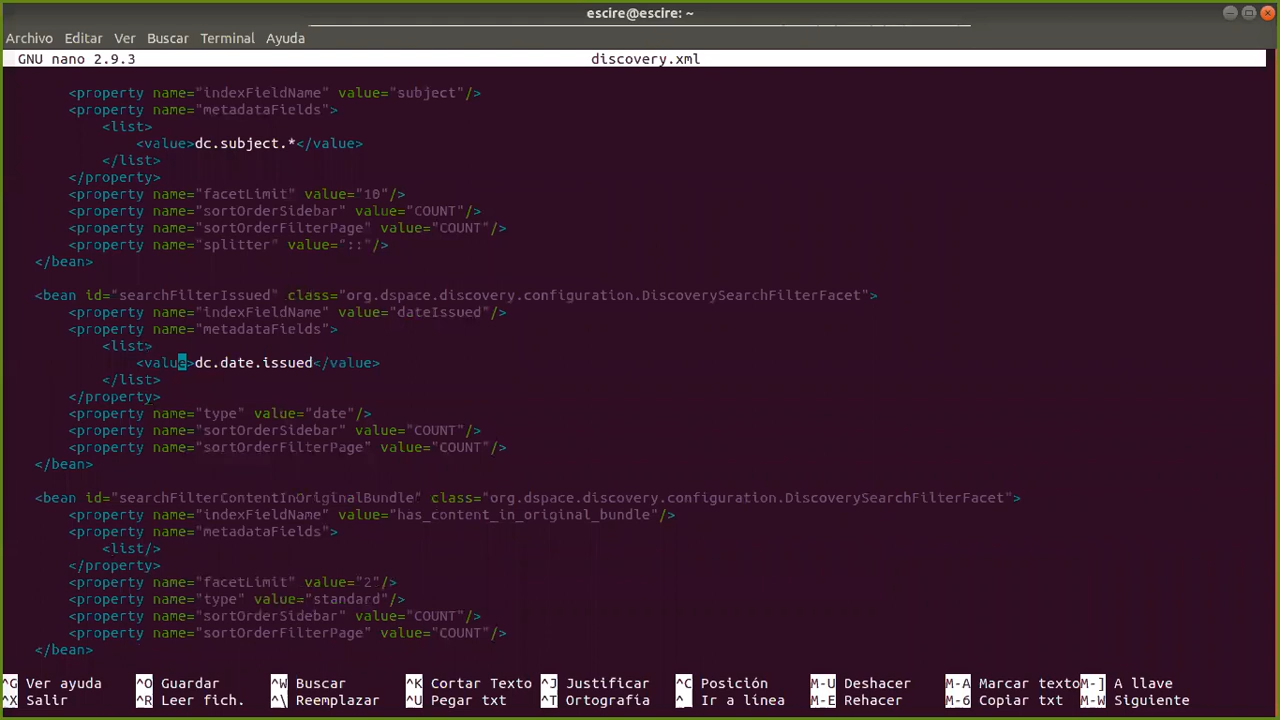 escire@escire: ~
Archivo Editar Ver Buscar Terminal Ayuda
GNU nano 2.9.3 discovery.xml
<property name="indexFieldName" value="subject"/>
<property name="metadataFields">
<list>
<value>dc.subject.*</value>
</list>
</property>
<property name="facetLimit" value="10"/>
<property name="sortOrderSidebar" value="COUNT"/>
<property name="sortOrderFilterPage" value="COUNT"/>
<property name="splitter" value="::"/>
</bean>
<bean id="searchFilterIssued" class="org.dspace.discovery.configuration.DiscoverySearchFilterFacet">
<property name="indexFieldName" value="dateIssued"/>
<property name="metadataFields">
<list>
<value>dc.date.issued</value>
</list>
</property>
<property name="type" value="date"/>
<property name="sortOrderSidebar" value="COUNT"/>
<property name="sortOrderFilterPage" value="COUNT"/>
</bean>
<bean id="searchFilterContentInOriginalBundle" class="org.dspace.discovery.configuration.DiscoverySearchFilterFacet">
<property name="indexFieldName" value="has_content_in_original_bundle"/>
<property name="metadataFields">
<list/>
</property>
<property name="facetLimit" value="2"/>
<property name="type" value="standard"/>
<property name="sortOrderSidebar" value="COUNT"/>
<property name="sortOrderFilterPage" value="COUNT"/>
</bean>
^G Ver ayuda ^O Guardar ^W Buscar ^K Cortar Texto ^J Justificar ^C Posición M-U Deshacer M-A Marcar texto M-] A llave
^X Salir ^R Leer fich. ^\ Reemplazar ^U Pegar txt ^T Ortografía ^_ Ir a línea M-E Rehacer M-6 Copiar txt M-W Siguiente